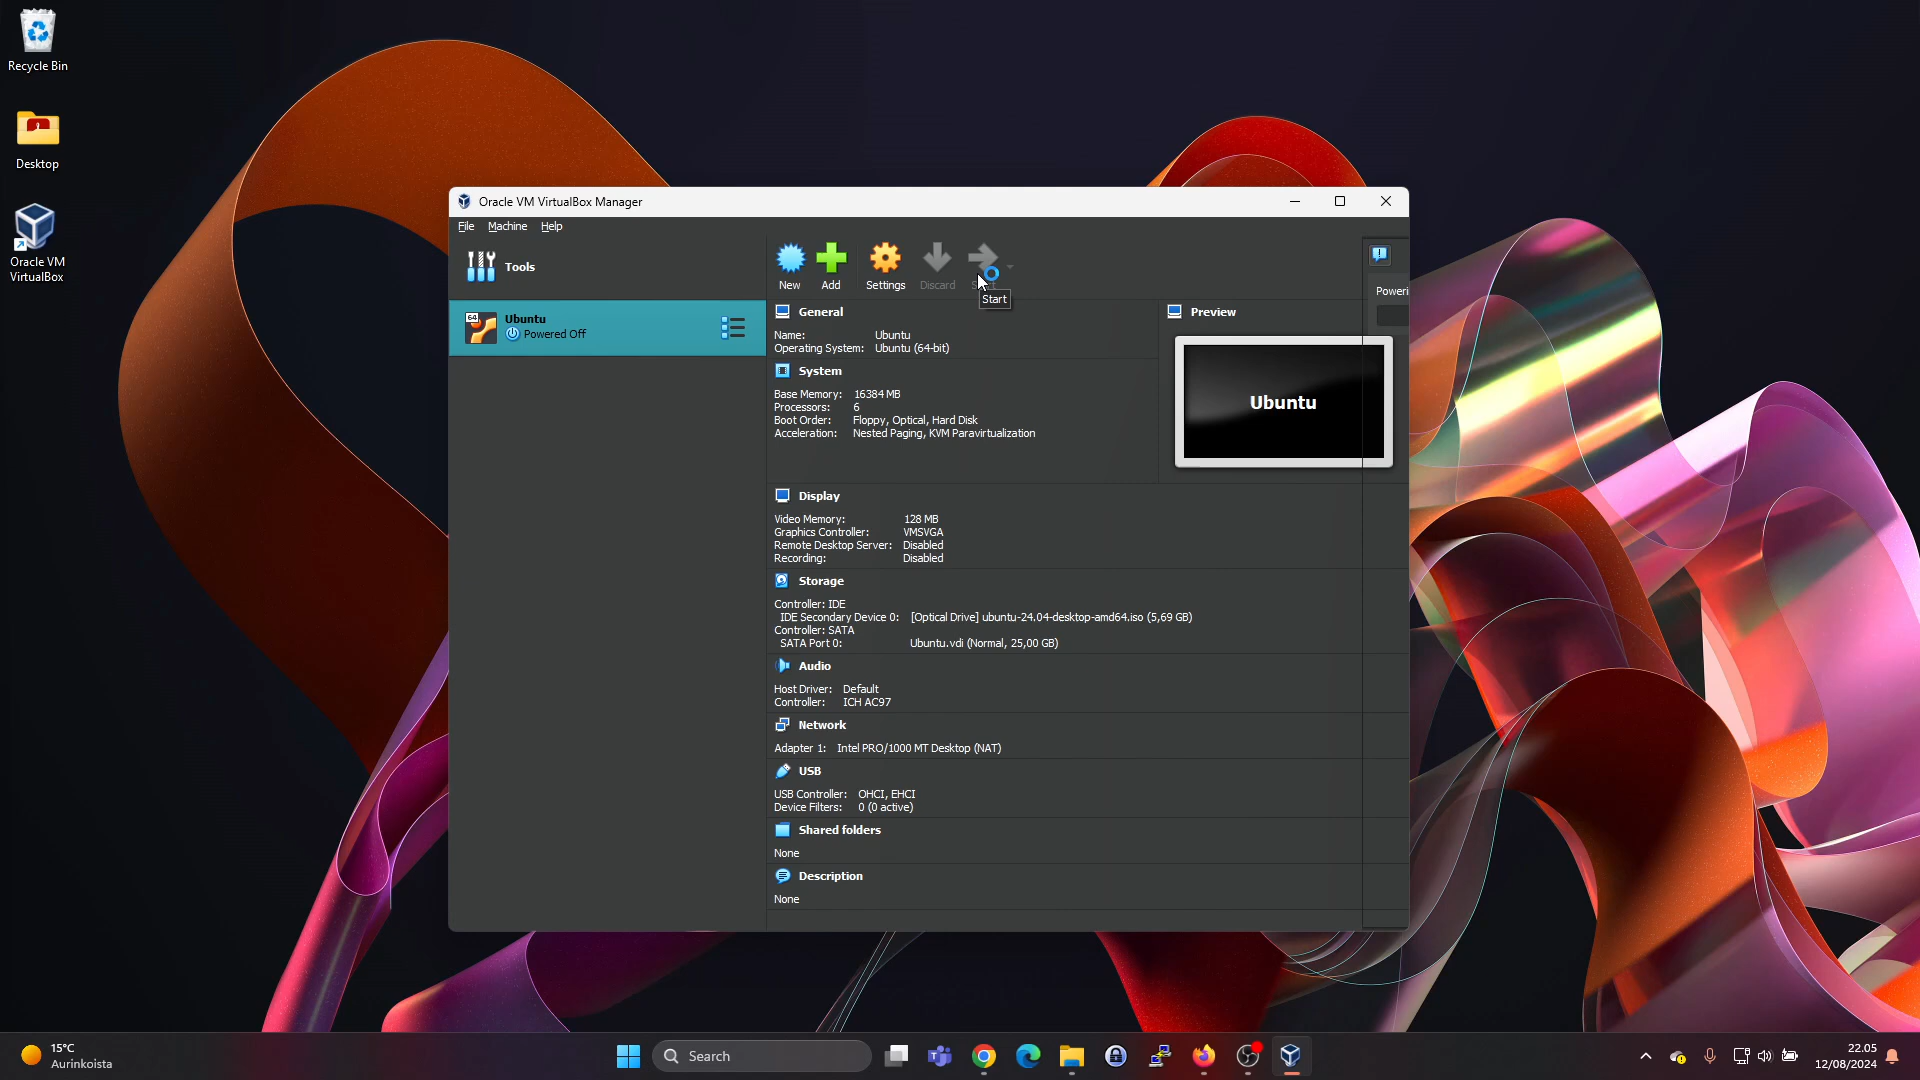 Recycle Bin
Desktop
Oracle VM
VirtualBox
Oracle VM VirtualBox Manager
File Machine Help
Tools
New Add Settings Discard
Start
64 Ubuntu
Powered Off
General
Name: Ubuntu
Operating System: Ubuntu (64-bit)
System
Base Memory: 16384 MB
Processors: 6
Boot Order: Floppy, Optical, Hard Disk
Acceleration: Nested Paging, KVM Paravirtualization
Preview
Ubuntu
Poweri
Display
Video Memory: 128 MB
Graphics Controller: VMSVGA
Remote Desktop Server: Disabled
Recording: Disabled
Storage
Controller: IDE
IDE Secondary Device 0: [Optical Drive] ubuntu-24.04-desktop-amd64.iso (5,69 GB)
Controller: SATA
SATA Port 0: Ubuntu.vdi (Normal, 25,00 GB)
Audio
Host Driver: Default
Controller: ICH AC97
Network
Adapter 1: Intel PRO/1000 MT Desktop (NAT)
USB
USB Controller: OHCI, EHCI
Device Filters: 0 (0 active)
Shared folders
None
Description
None
15°C
Aurinkoista
Search
22.05
12/08/2024